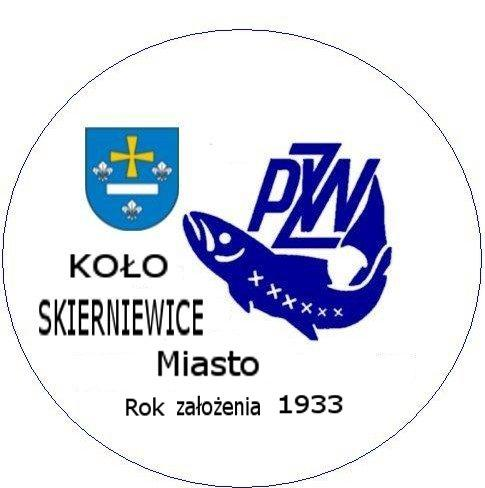 PZW
KOŁO
SKIERNIEWICE
Miasto
Rok założenia 1933